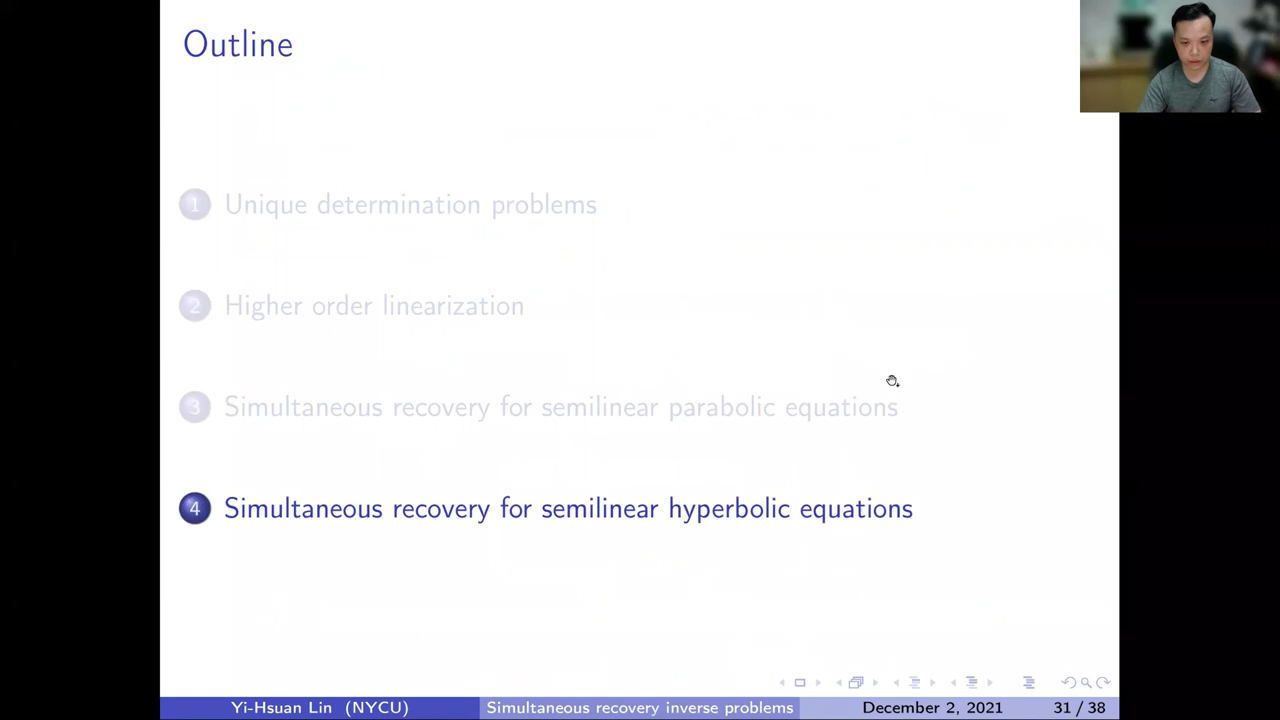 Outline
1 Unique determination problems
2 Higher order linearization
3 Simultaneous recovery for semilinear parabolic equations
4 Simultaneous recovery for semilinear hyperbolic equations
Yi-Hsuan Lin (NYCU) Simultaneous recovery inverse problems December 2, 2021 31 / 38